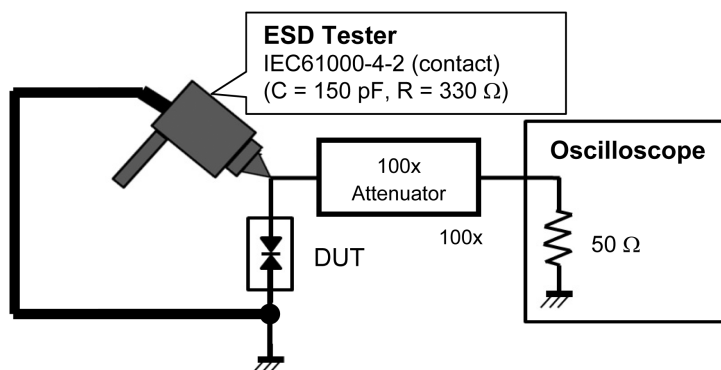 ESD Tester
IEC61000-4-2 (contact)
(C = 150 pF, R = 330 Ω)
100x
Attenuator
100x
Oscilloscope
50 Ω
DUT